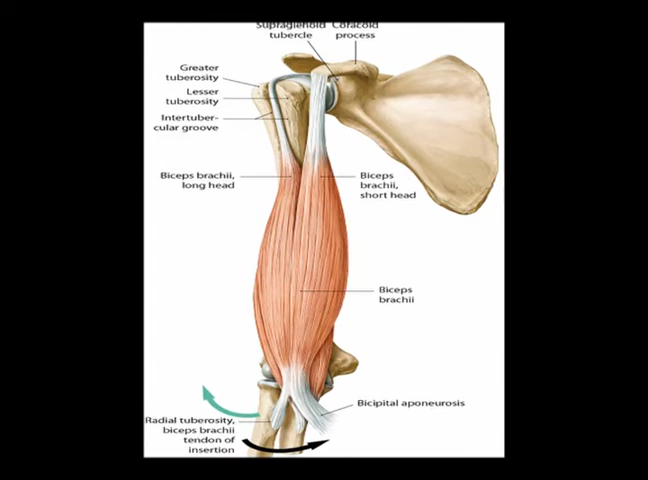 Supraglenoid
tubercle
Coracoid
process
Greater
tuberosity
Lesser
tuberosity
Intertuber-
cular groove
Biceps brachii,
long head
Biceps
brachii,
short head
Biceps
brachii
Bicipital aponeurosis
Radial tuberosity,
biceps brachii
tendon of
insertion